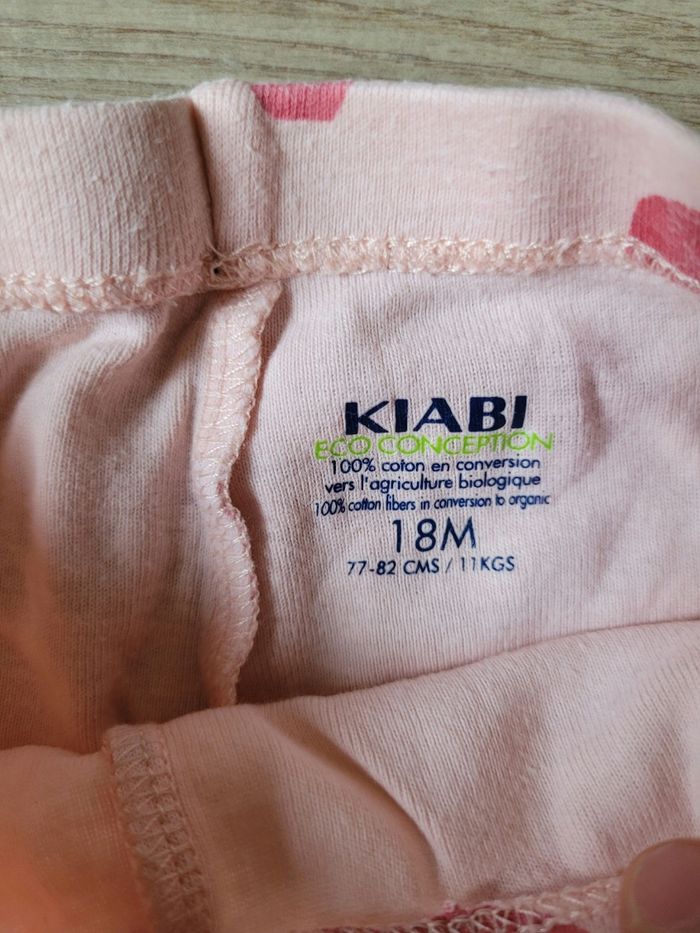 KIABI
ECO CONCEPTION
100% coton en conversion
vers l'agriculture biologique
100% cotton fibers in conversion to organic
18M
77-82 CMS / 11KGS